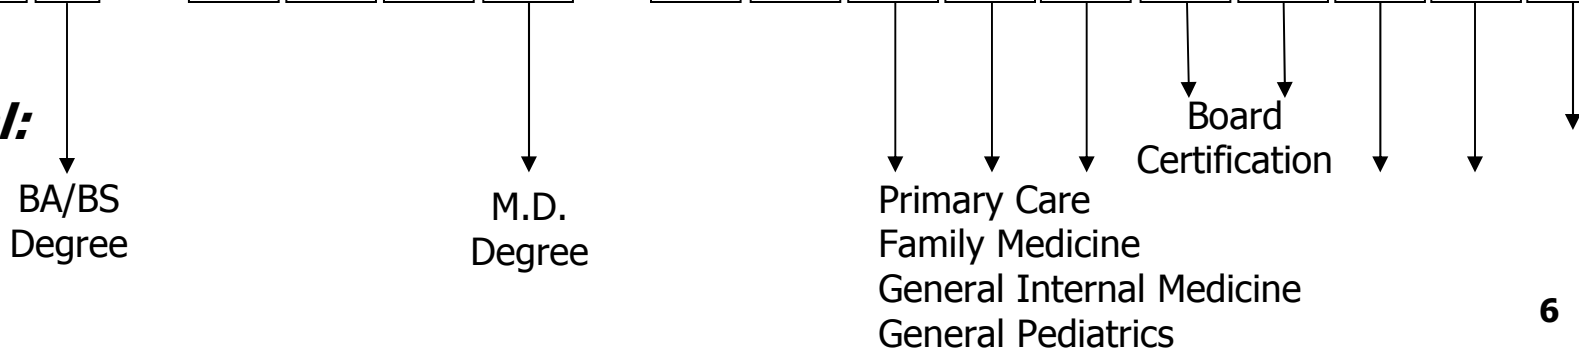 l:
BA/BS
Degree
M.D.
Degree
Board
Certification
Primary Care
Family Medicine
General Internal Medicine
General Pediatrics
6